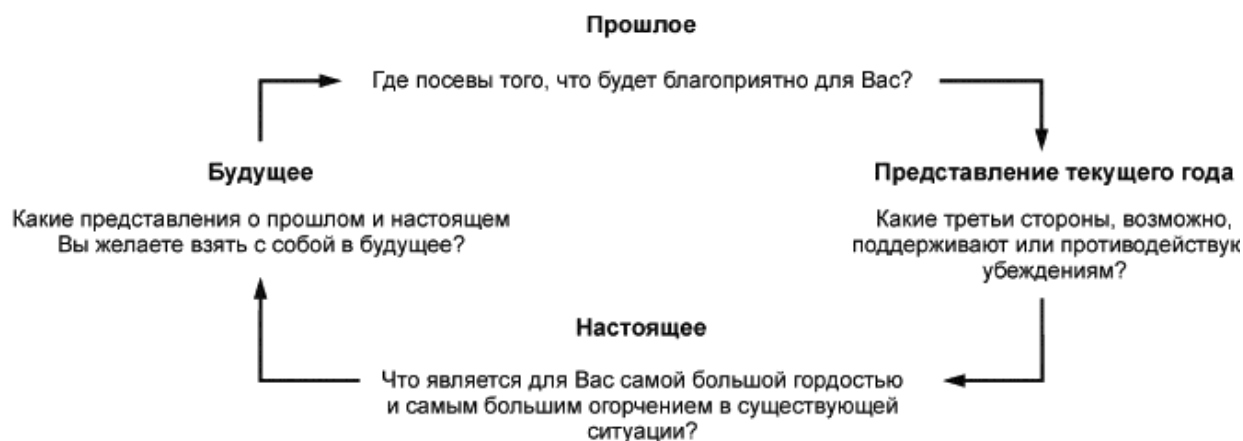 Прошлое
Где посевы того, что будет благоприятно для Вас?
Будущее
Какие представления о прошлом и настоящем
Вы желаете взять с собой в будущее?
Представление текущего года
Какие третьи стороны, возможно,
поддерживают или противодействую
убеждениям?
Настоящее
Что является для Вас самой большой гордостью
и самым большим огорчением в существующей
ситуации?